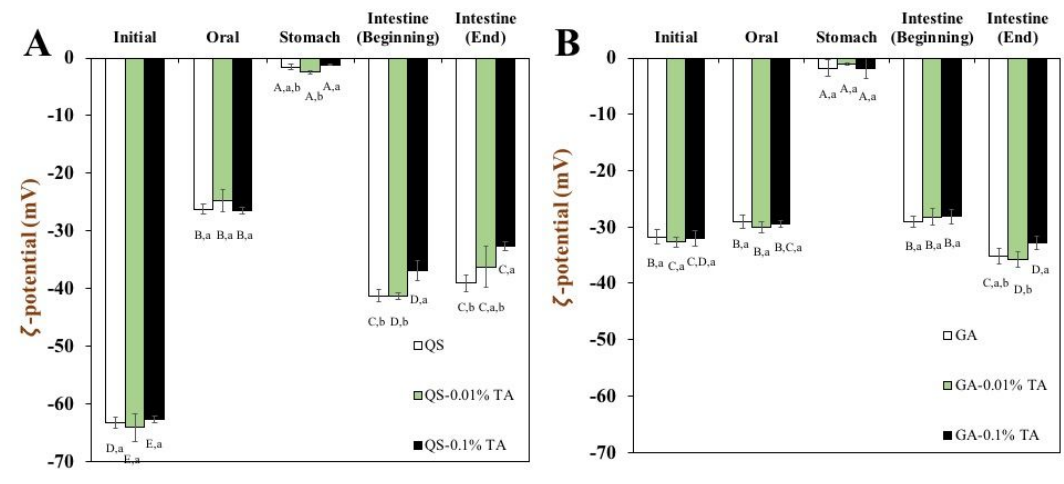 A
Initial Oral Stomach Intestine (Beginning) Intestine (End)
ζ-potential (mV)
0
-10
-20
-30
-40
-50
-60
-70
D,a E,a E,a
B,a B,a B,a
A,a,b A,b A,a
C,b D,b D,a
C,b C,a,b C,a
QS
QS-0.01% TA
QS-0.1% TA
B
Initial Oral Stomach Intestine (Beginning) Intestine (End)
ζ-potential (mV)
0
-10
-20
-30
-40
-50
-60
-70
B,a C,a C,D,a
B,a B,a B,C,a
A,a A,a A,a
B,a B,a B,a
C,a,b D,b D,a
GA
GA-0.01% TA
GA-0.1% TA